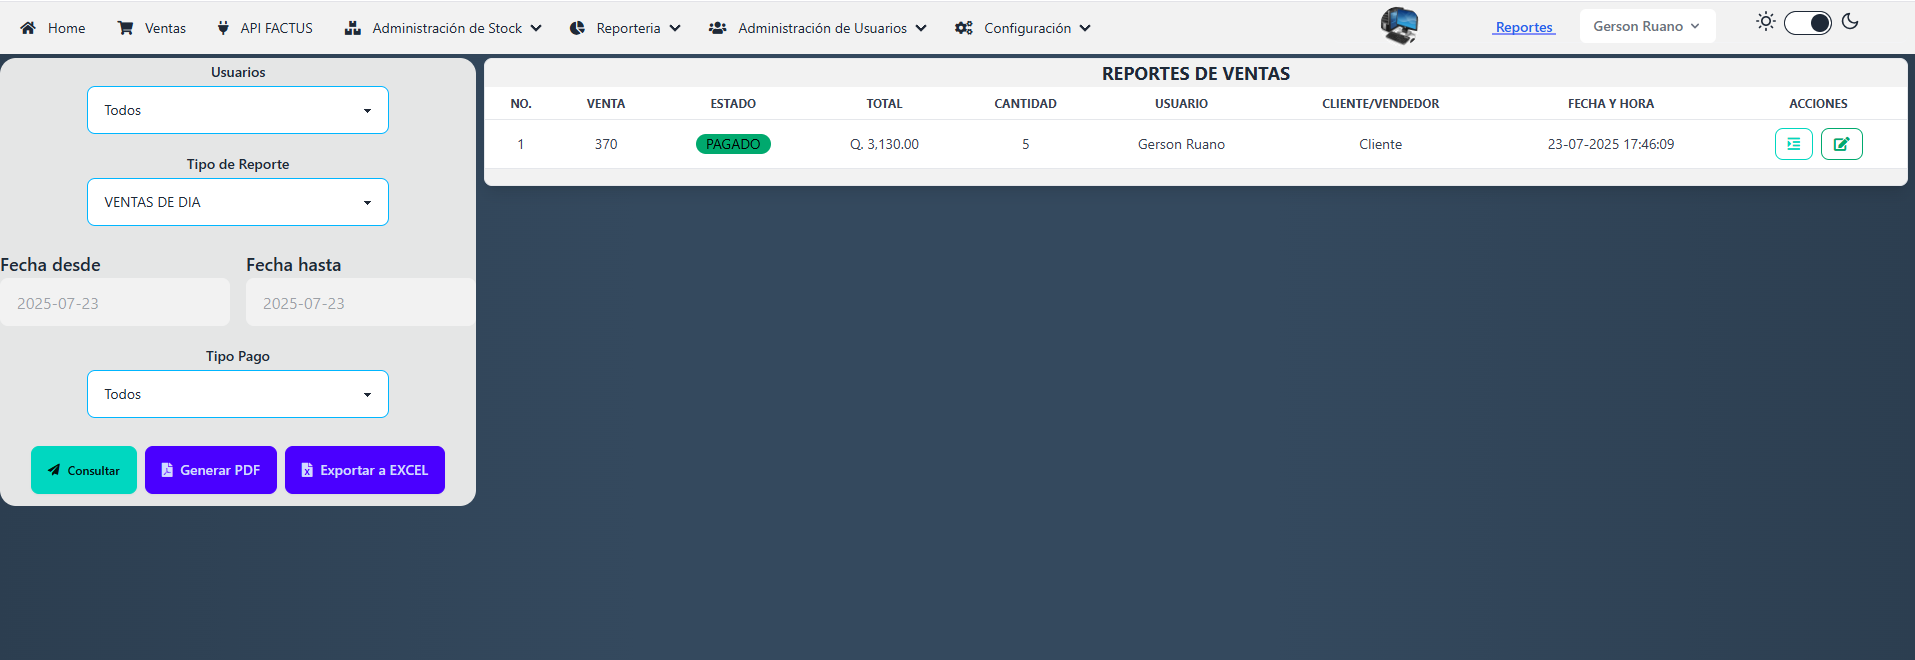 Home Ventas API FACTUS Administración de Stock Reporteria Administración de Usuarios Configuración Reportes Gerson Ruano
Usuarios
Todos
Tipo de Reporte
VENTAS DE DIA
Fecha desde Fecha hasta
2025-07-23 2025-07-23
Tipo Pago
Todos
Consultar Generar PDF Exportar a EXCEL
REPORTES DE VENTAS
NO. VENTA ESTADO TOTAL CANTIDAD USUARIO CLIENTE/VENDEDOR FECHA Y HORA ACCIONES
1 370 PAGADO Q. 3,130.00 5 Gerson Ruano Cliente 23-07-2025 17:46:09